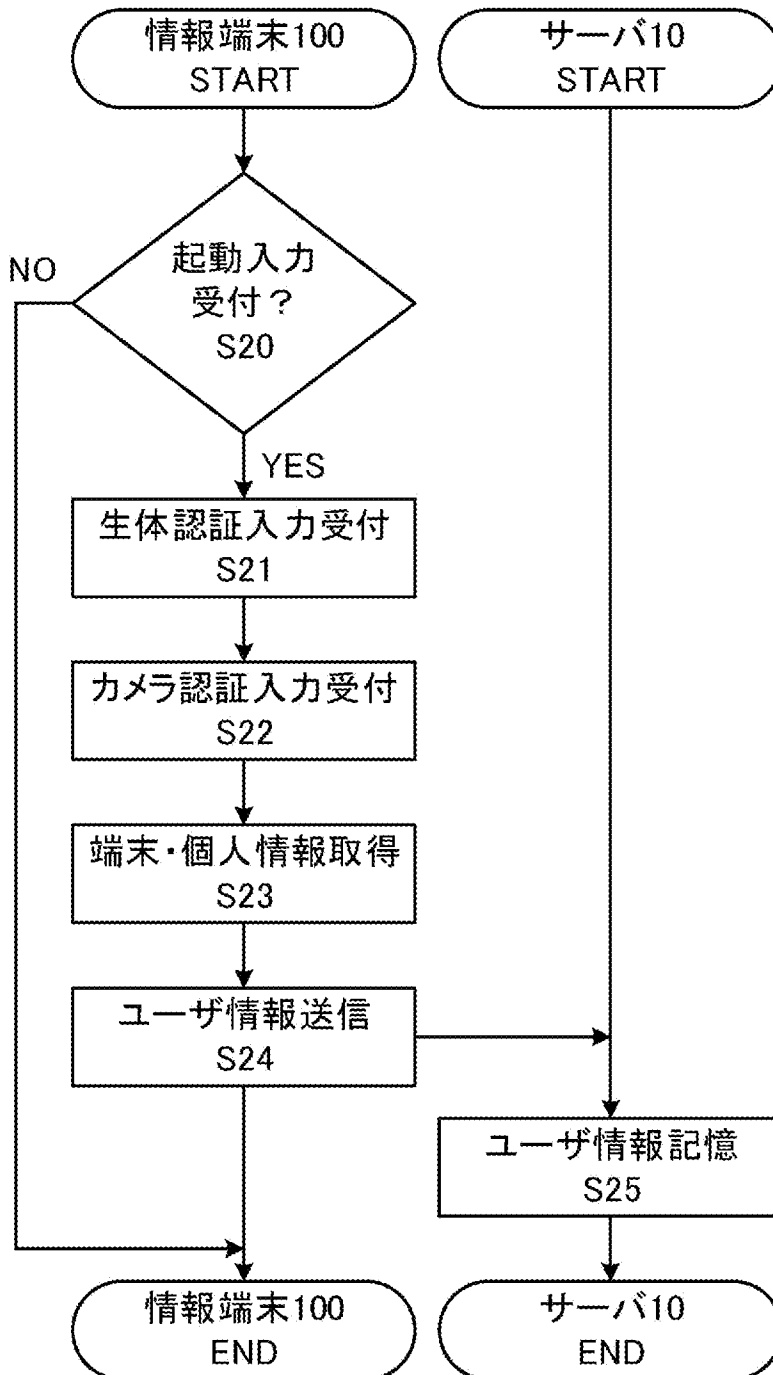 情報端末100
START
サーバ10
START
起動入力
受付？
S20
NO
YES
生体認証入力受付
S21
カメラ認証入力受付
S22
端末・個人情報取得
S23
ユーザ情報送信
S24
ユーザ情報記憶
S25
情報端末100
END
サーバ10
END